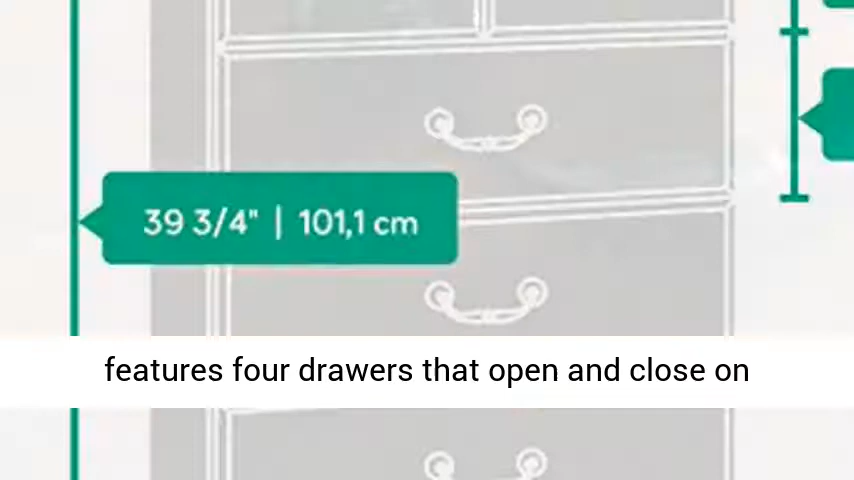 39 3/4" | 101,1 cm
features four drawers that open and close on